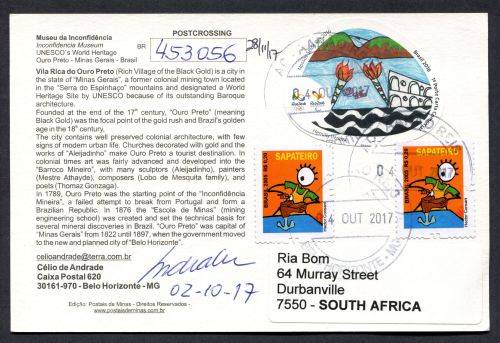 Museu da Inconfidência
Inconfidencia Museum
UNESCO's World Heritage
Ouro Preto - Minas Gerais - Brasil
POSTCROSSING
BR 453056
28/11/17
Vila Rica do Ouro Preto (Rich Village of the Black Gold) is a city in
the state of "Minas Gerais", a former colonial mining town located
in the "Serra do Espinhaço" mountains and designated a World
Heritage Site by UNESCO because of its outstanding Baroque
architecture.
Founded at the end of the 17th century, "Ouro Preto" (meaning
Black Gold) was the focal point of the gold rush and Brazil's golden
age in the 18th century.
The city contains well preserved colonial architecture, with few
signs of modern urban life. Churches decorated with gold and the
works of "Aleijadinho" make Ouro Preto a tourist destination. In
colonial times art was fairly advanced and developed into the
"Barroco Mineiro", with many sculptors (Aleijadinho), painters
(Mestre Athayde), composers (Lobo de Mesquita family), and
poets (Thomaz Gonzaga).
In 1789, Ouro Preto was the starting point of the "Inconfidência
Mineira", a failed attempt to break from Portugal and form a
Brazilian Republic. In 1876 the "Escola de Minas" (mining
engineering school) was created and set the technical basis for
several mineral discoveries in Brazil. "Ouro Preto" was capital of
"Minas Gerais" from 1822 until 1897, when the government moved
to the new and planned city of "Belo Horizonte".
celioandrade@terra.com.br
Célio de Andrade
Caixa Postal 620
30161-970 - Belo Horizonte - MG
Andrade
02-10-17
Edição: Postais de Minas - Direitos Reservados -
www.postaisdeminas.com.br
Brasil 2016
04 OUT 2017
SAPATEIRO
SAPATEIRO
04
4 OUT 2017
Ria Bom
64 Murray Street
Durbanville
7550 - SOUTH AFRICA